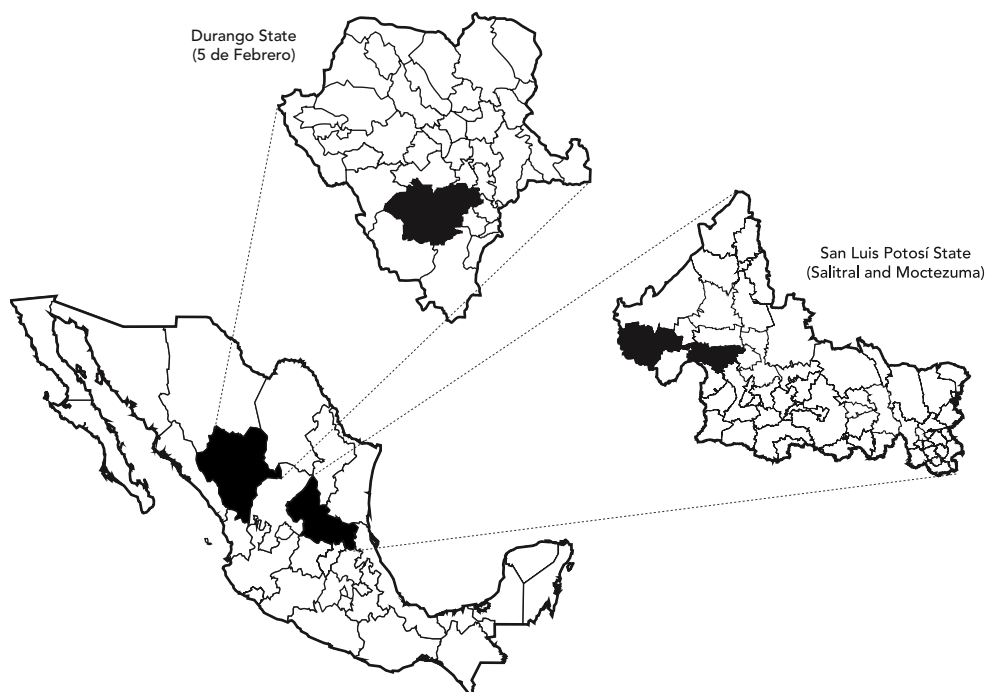 Durango State
(5 de Febrero)
San Luis Potosí State
(Salitral and Moctezuma)